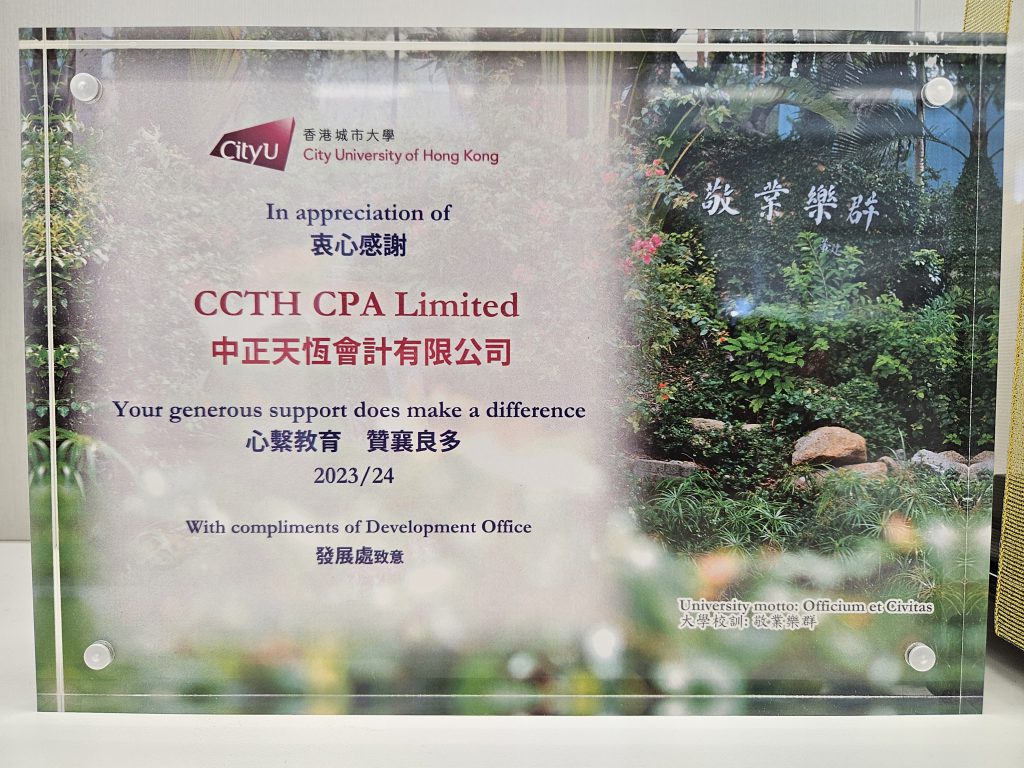 CityU
香港城市大學
City University of Hong Kong
In appreciation of
衷心感謝
CCTH CPA Limited
中正天恆會計有限公司
Your generous support does make a difference
心繫教育　贊襄良多
2023/24
With compliments of Development Office
發展處致意
敬業樂群
University motto: Officium et Civitas
大學校訓: 敬業樂群